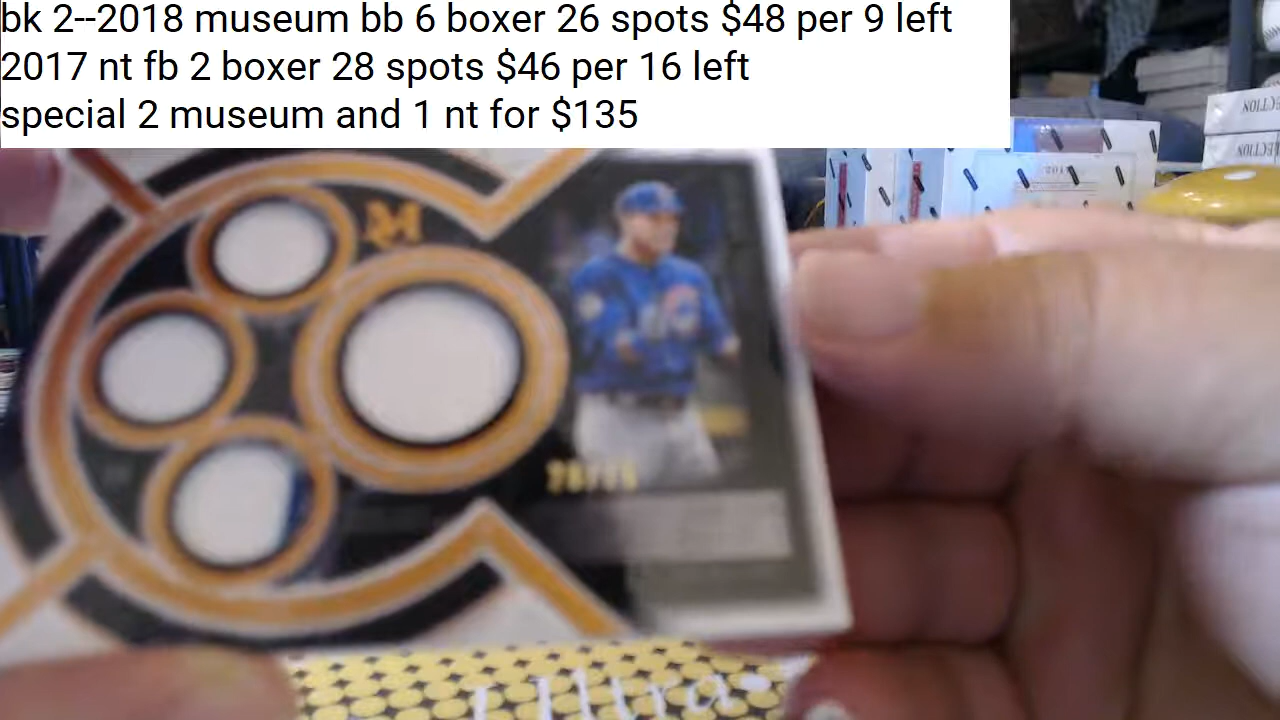 bk 2--2018 museum bb 6 boxer 26 spots $48 per 9 left
2017 nt fb 2 boxer 28 spots $46 per 16 left
special 2 museum and 1 nt for $135
Ultra